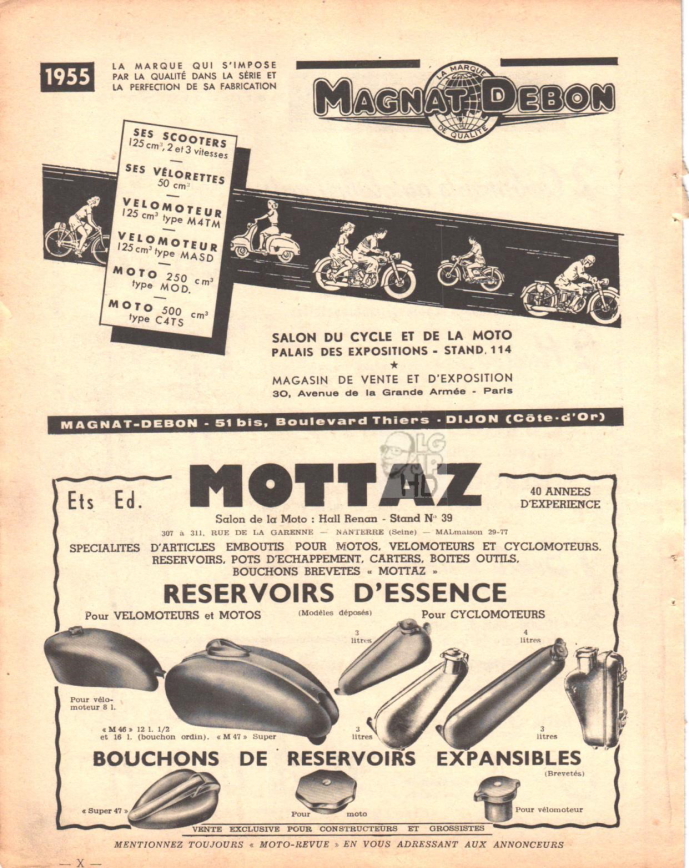 1955
LA MARQUE QUI S'IMPOSE
PAR LA QUALITÉ DANS LA SÉRIE ET
LA PERFECTION DE SA FABRICATION
LA MARQUE
MAGNAT-DEBON
DE QUALITÉ
SES SCOOTERS
125 cm³, 2 et 3 vitesses
SES VÉLORETTES
50 cm³
VELOMOTEUR
125 cm³ type M4TM
VELOMOTEUR
125 cm³ type MASD
MOTO 250 cm³
type MOD.
MOTO 500 cm³
type C4TS
SALON DU CYCLE ET DE LA MOTO
PALAIS DES EXPOSITIONS - STAND. 114
★
MAGASIN DE VENTE ET D'EXPOSITION
30, Avenue de la Grande Armée - Paris
MAGNAT-DEBON - 51 bis, Boulevard Thiers - DIJON (Côte-d'Or)
Ets Ed. MOTTAZ
40 ANNEES
D'EXPERIENCE
Salon de la Moto : Hall Renan - Stand N° 39
307 à 311, RUE DE LA GARENNE — NANTERRE (Seine) — MALmaison 29-77
SPECIALITES D'ARTICLES EMBOUTIS POUR MOTOS, VELOMOTEURS ET CYCLOMOTEURS.
RESERVOIRS, POTS D'ECHAPPEMENT, CARTERS, BOITES OUTILS,
BOUCHONS BREVETES « MOTTAZ »
RESERVOIRS D'ESSENCE
Pour VELOMOTEURS et MOTOS (Modèles déposés) Pour CYCLOMOTEURS
3
litres
4
litres
Pour vélo-
moteur 8 l.
« M 46 » 12 l. 1/2
et 16 l. (bouchon ordin). « M 47 » Super
2
litres
3
litres
BOUCHONS DE RESERVOIRS EXPANSIBLES
(Brevetés)
« Super 47 »
Pour moto
Pour vélomoteur
VENTE EXCLUSIVE POUR CONSTRUCTEURS ET GROSSISTES
MENTIONNEZ TOUJOURS « MOTO-REVUE » EN VOUS ADRESSANT AUX ANNONCEURS
— X —